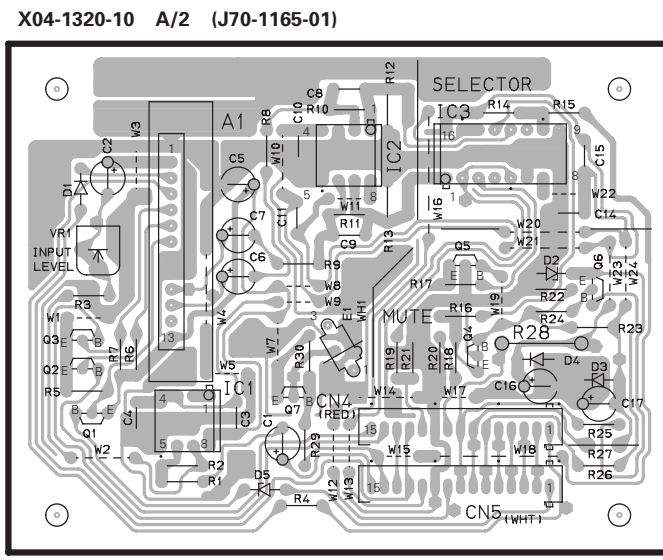 X04-1320-10 A/2 (J70-1165-01)
SELECTOR
C8
R12
R10
1
IC3
R14
R15
R8
C10
4
16
9
A1
W3
1
C2
W10
IC2
C15
D1
C5
5
8
1
8
W22
W11
W16
C14
VR1
C7
C11
R11
W20
INPUT
LEVEL
C9
R13
W21
C6
R9
Q5
D2
Q6
W23
W24
E
B
R17
W8
R3
W9
W19
R22
E1
WH1
W4
W1
3
MUTE
R16
R24
R23
13
W7
Q4
R28
Q3
E
B
R7
R6
R30
R19
R21
R20
R18
B
E
D4
Q2
E
B
W5
1
D3
R5
IC1
CN4
(RED)
W14
W17
C16
C17
4
1
E
B
Q7
C4
C3
C1
Q1
15
1
R25
R29
5
8
W2
R2
W15
W18
R27
R1
D5
W12
W13
15
1
R26
R4
CN5 (WHT)